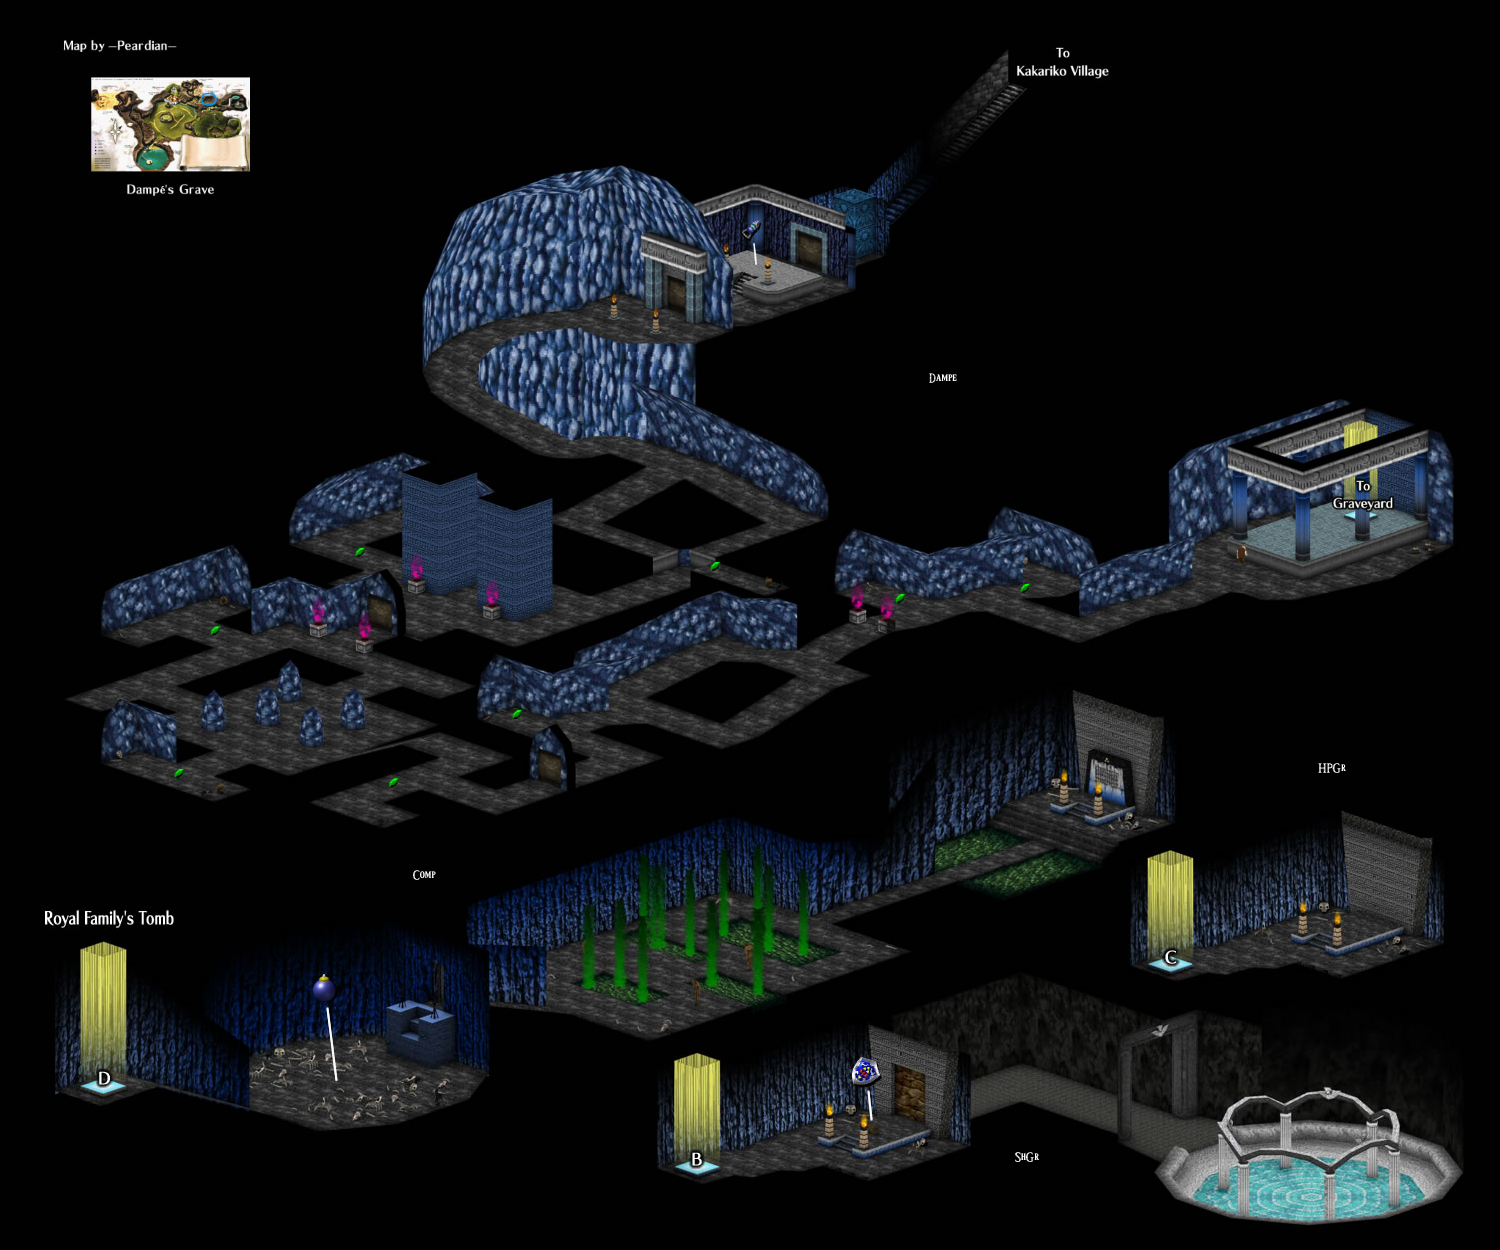 Map by —Peardian—
To
Kakariko Village
Dampé's Grave
Dampe
To
Graveyard
HPGr
Comp
Royal Family's Tomb
C
D
B
ShGr